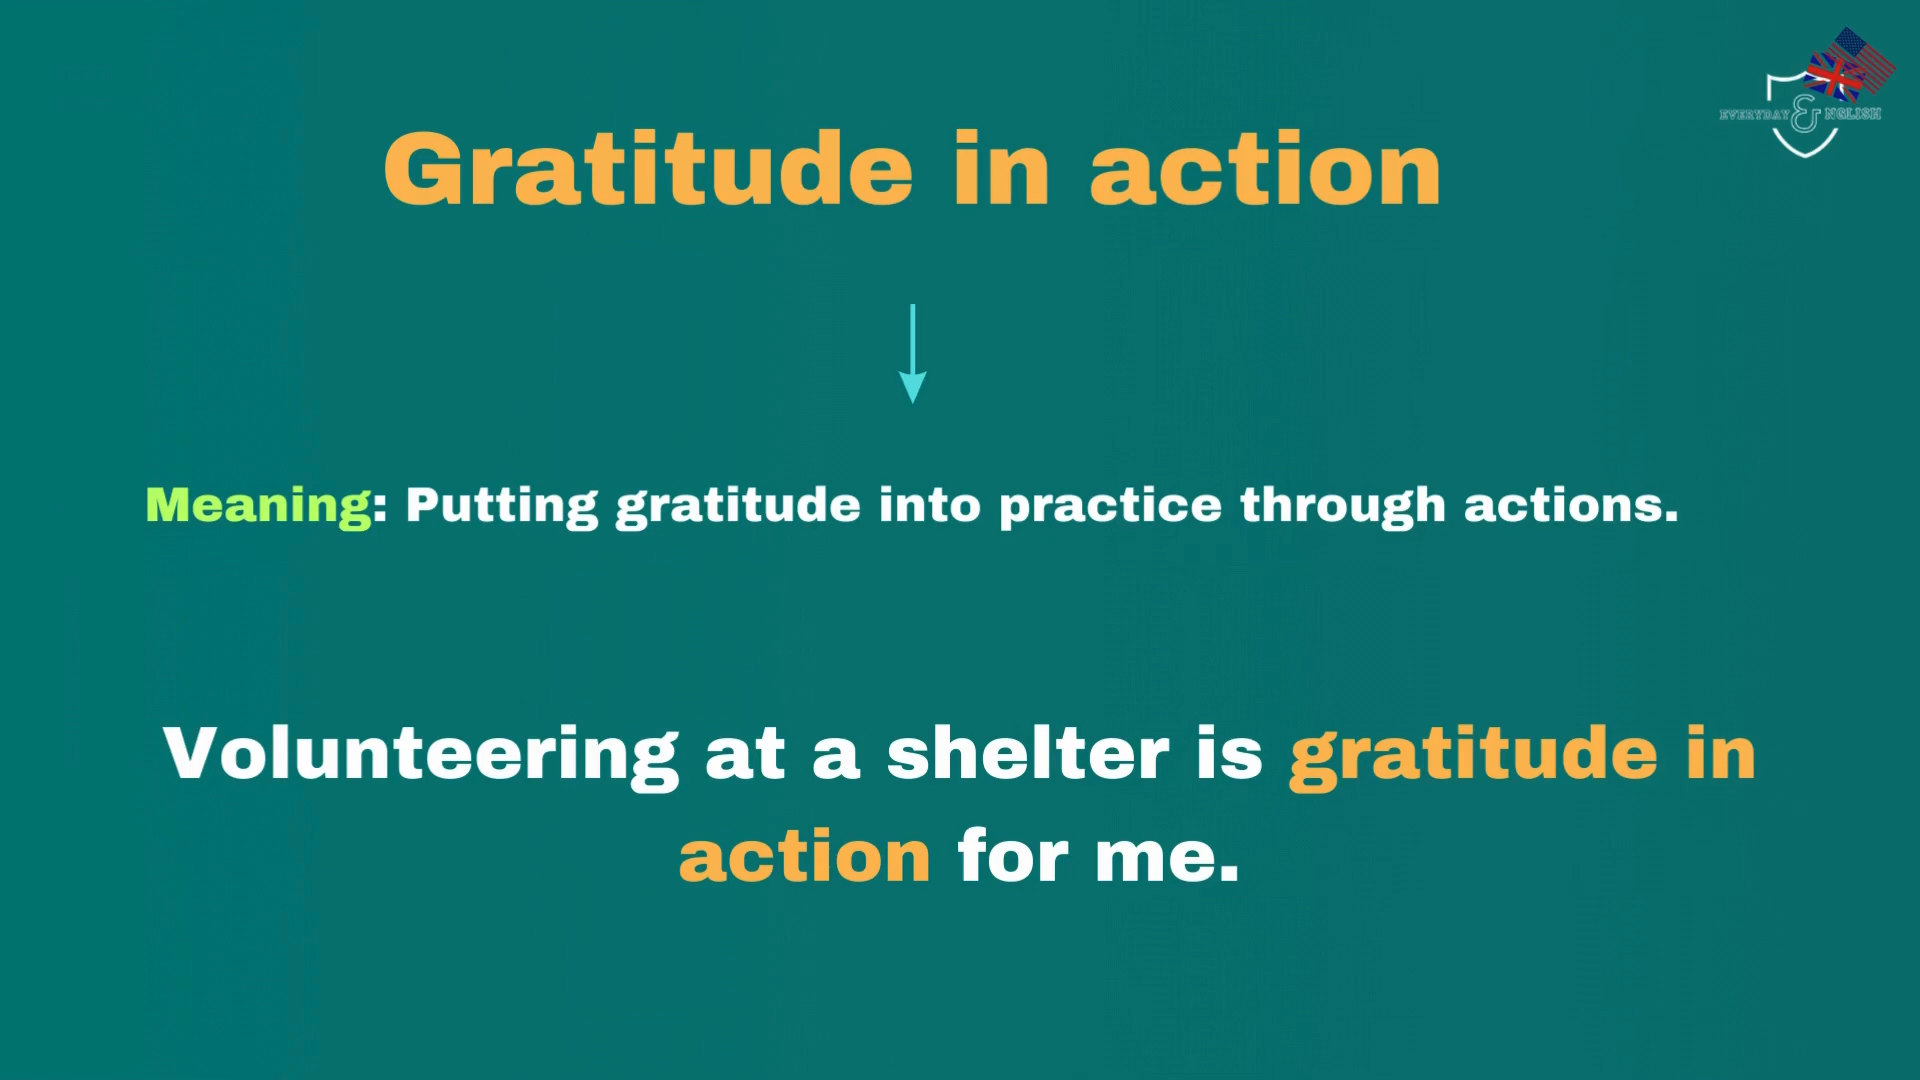 EVERYDAY & NGLISH
Gratitude in action
Meaning: Putting gratitude into practice through actions.
Volunteering at a shelter is gratitude in
action for me.